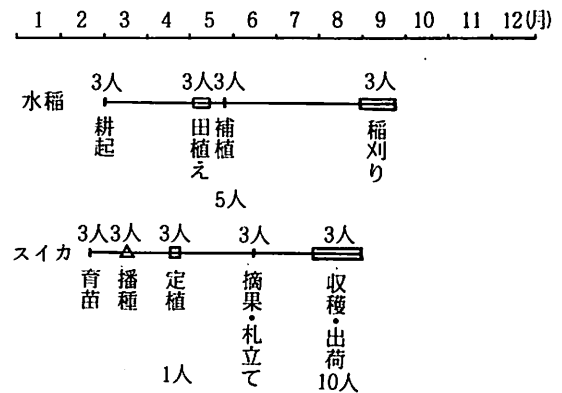 1 2 3 4 5 6 7 8 9 10 11 12(月)
3人 3人 3人 3人
水稲
耕起
田植え
補植
稲刈り
5人
3人 3人 3人 3人 3人
スイカ
育苗
播種
定植
摘果・札立て
収穫・出荷
1人 10人